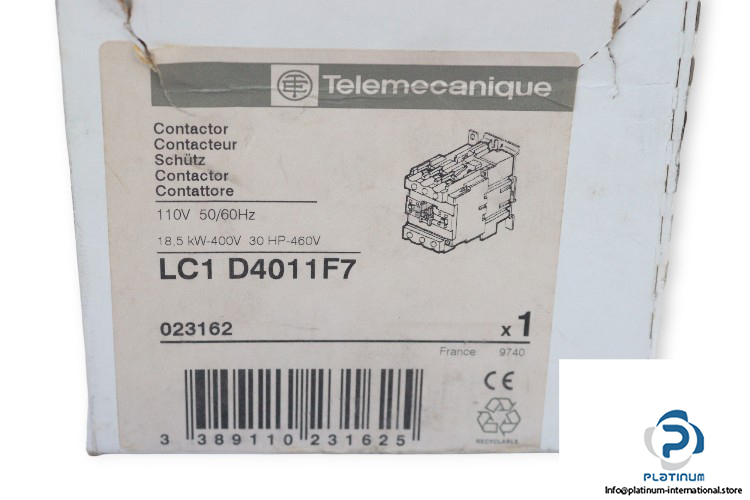 Telemecanique
Contactor
Contacteur
Schütz
Contactor
Contattore
110V 50/60Hz
18,5 kW-400V 30 HP-460V
LC1 D4011F7
023162
x 1
France 9740
CE
RECYCLABLE
3 389110 231625
PLATINUM
Info@platinum-international.store